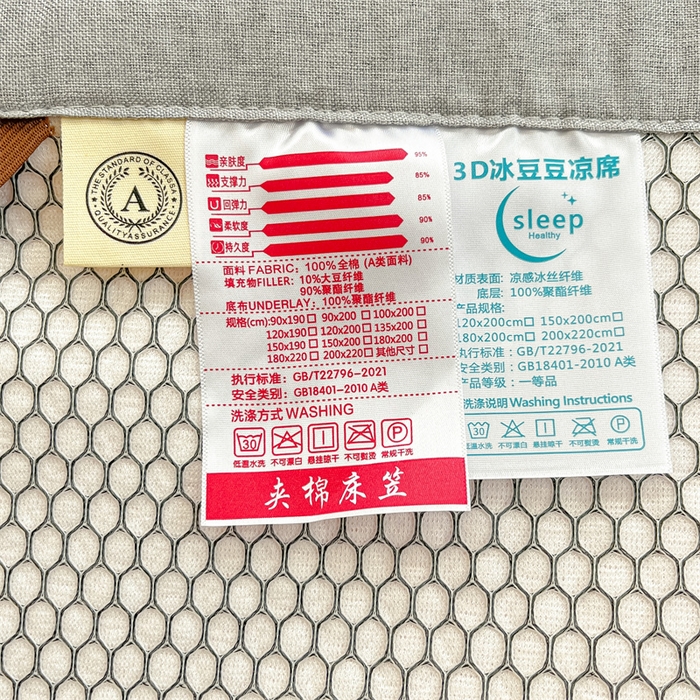 THE STANDARD OF CLASSA
A
QUALITYASSURANCE
亲肤度 95%
支撑力 85%
回弹力 85%
柔软度 90%
持久度 90%
面料 FABRIC: 100%全棉 (A类面料)
填充物FILLER: 10%大豆纤维
90%聚酯纤维
底布UNDERLAY: 100%聚酯纤维
规格(cm):90x190□ 90x200□ 100x200□
120x190□ 120x200□ 135x200□
150x190□ 150x200□ 180x200□
180x220□ 200x220□ 其他尺寸□
执行标准: GB/T22796-2021
安全类别: GB18401-2010 A类
洗涤方式 WASHING
30
P
低温水洗 不可漂白 悬挂晾干 不可熨烫 常规干洗
夹棉床笠
3D冰豆豆凉席
sleep
Healthy
材质表面: 凉感冰丝纤维
底层: 100%聚酯纤维
产品规格:
120x200cm□ 150x200cm□
180x200cm□ 200x220cm□
执行标准: GB/T22796-2021
安全类别: GB18401-2010 A类
产品等级: 一等品
洗涤说明 Washing Instructions
30
P
低温水洗 不可漂白 悬挂晾干 不可熨烫 常规干洗